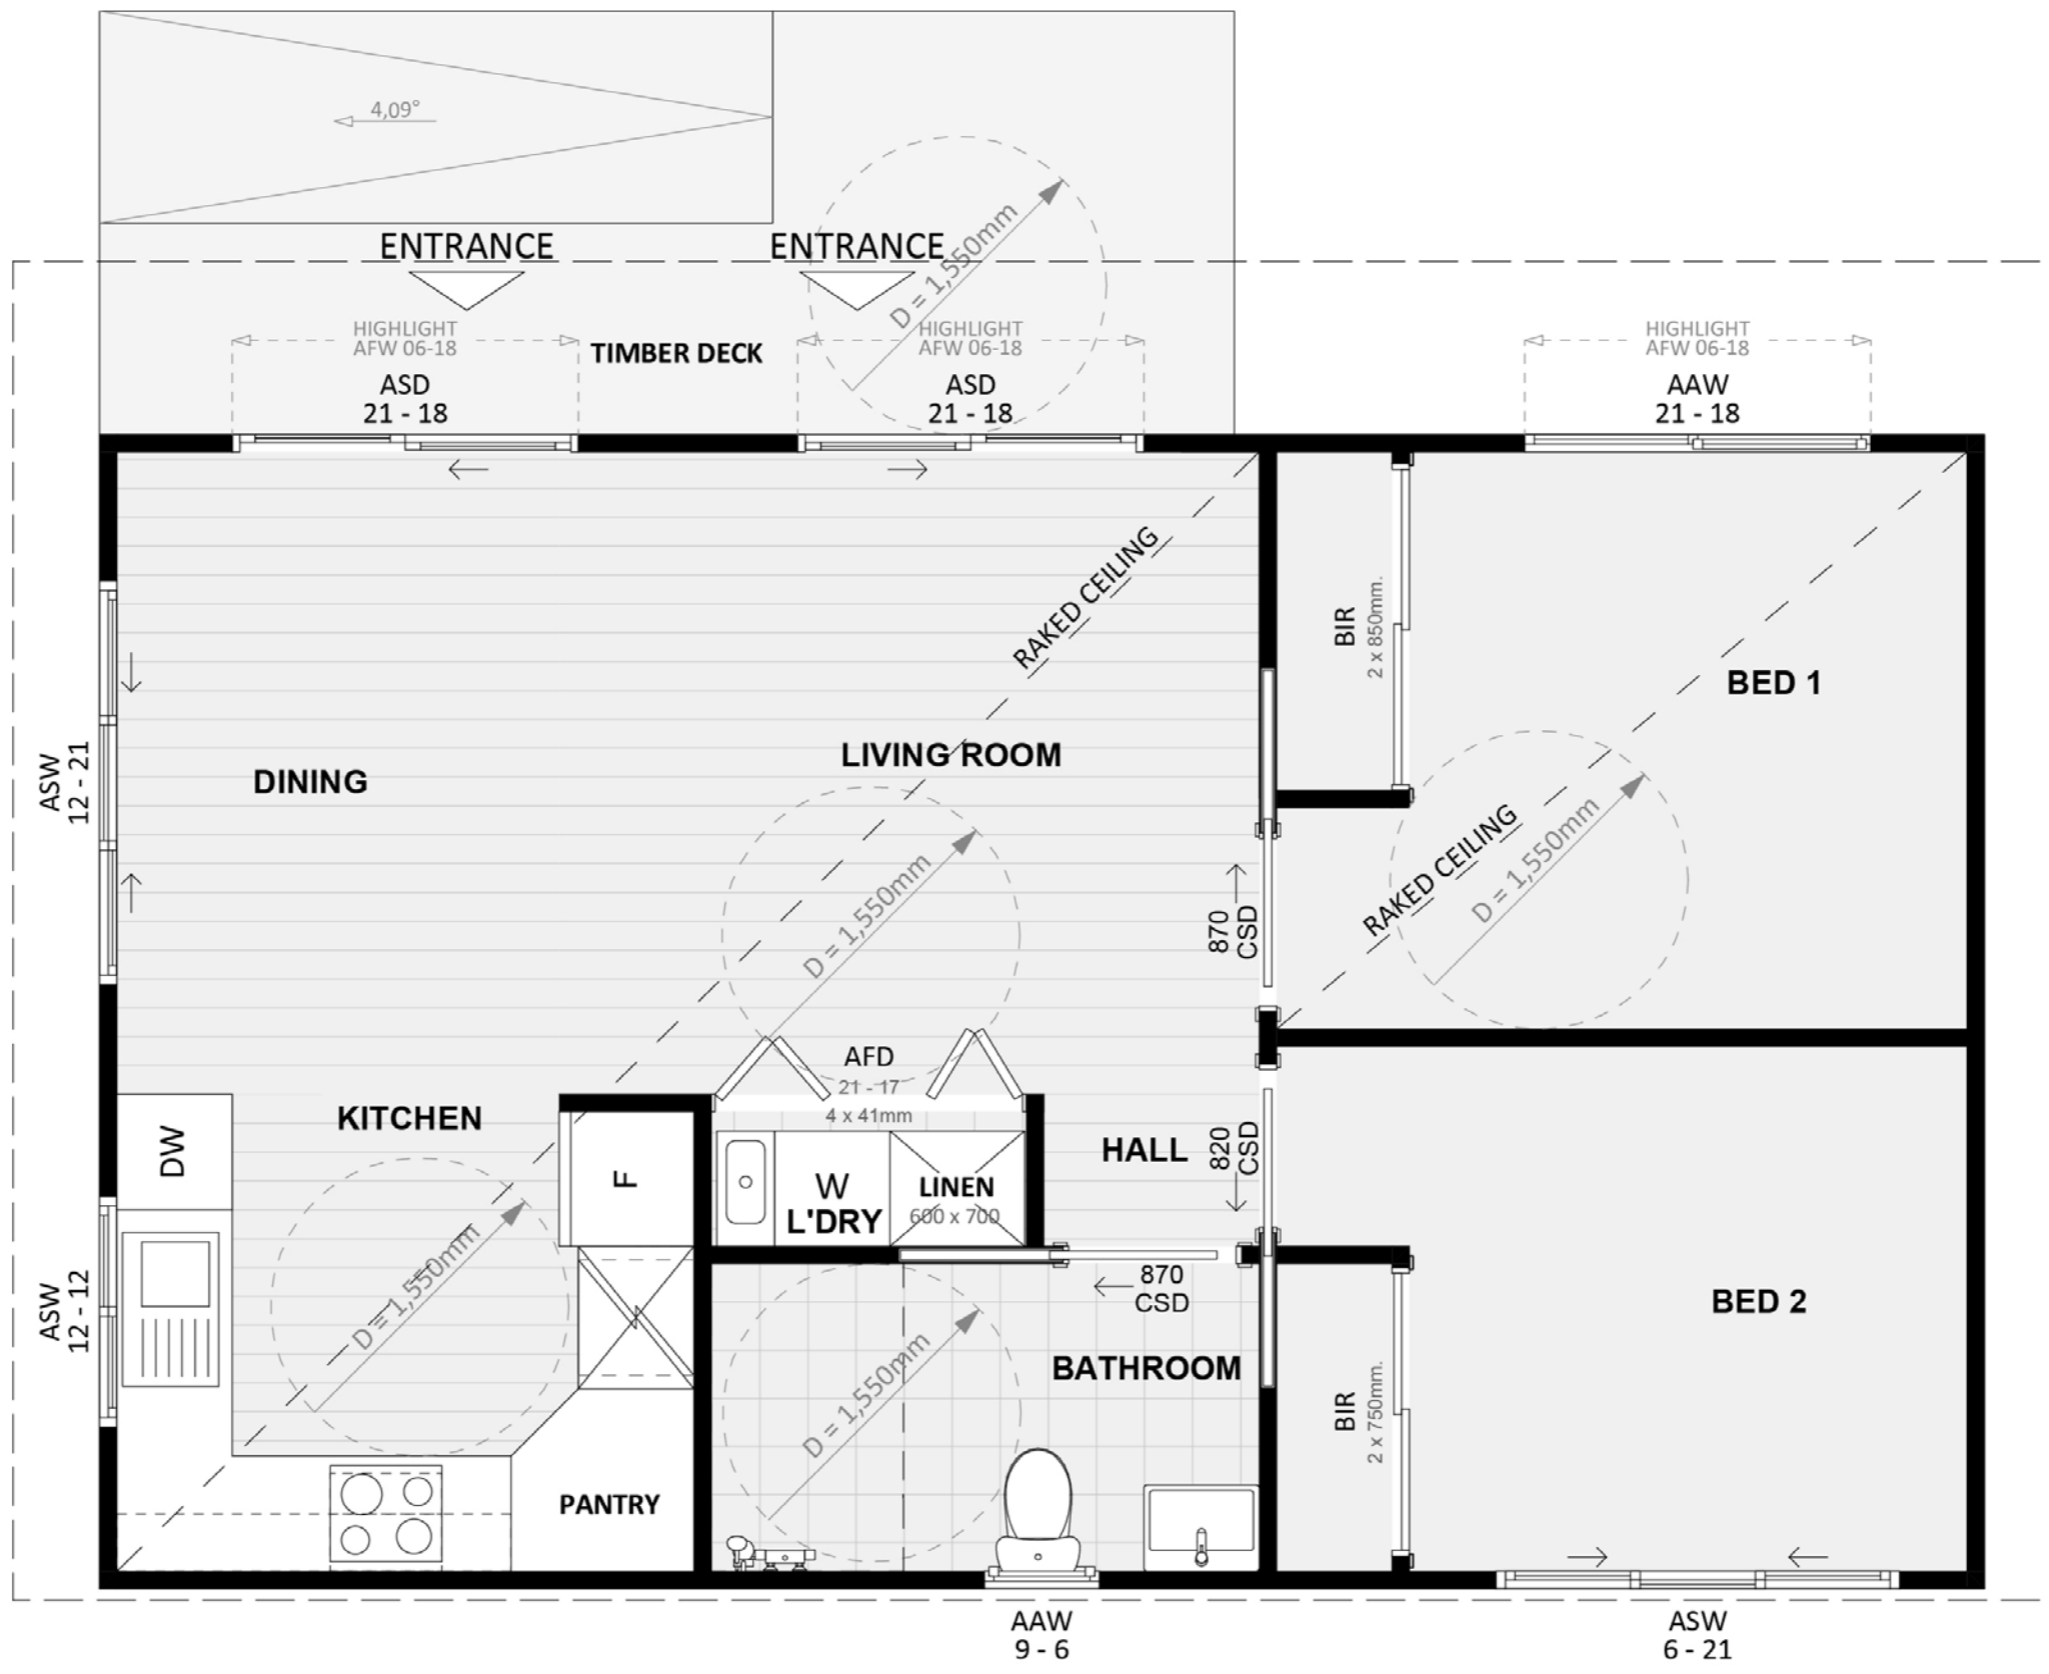 4,09°
ENTRANCE
ENTRANCE
D = 1,550mm
HIGHLIGHT
AFW 06-18
HIGHLIGHT
AFW 06-18
HIGHLIGHT
AFW 06-18
TIMBER DECK
ASD
21 - 18
ASD
21 - 18
AAW
21 - 18
RAKED CEILING
BIR
2 x 850mm.
BED 1
LIVING ROOM
DINING
ASW
12 - 21
D = 1,550mm
870
CSD
RAKED CEILING
D = 1,550mm
AFD
21 - 17
4 x 41mm
KITCHEN
DW
F
W
L'DRY
LINEN
600 x 700
HALL
820
CSD
D = 1,550mm
ASW
12 - 12
870
CSD
BED 2
BATHROOM
D = 1,550mm
BIR
2 x 750mm.
PANTRY
AAW
9 - 6
ASW
6 - 21